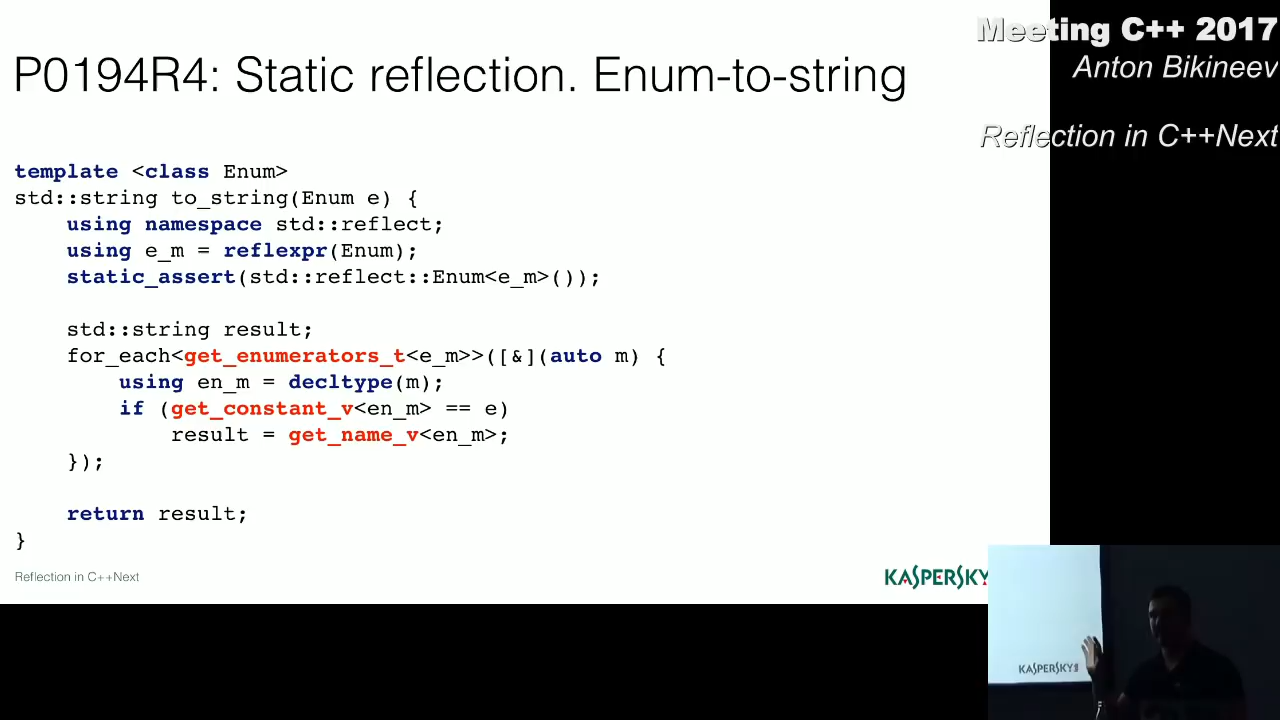 Meeting C++ 2017
Anton Bikineev
Reflection in C++Next
P0194R4: Static reflection. Enum-to-string
template <class Enum>
std::string to_string(Enum e) {
    using namespace std::reflect;
    using e_m = reflexpr(Enum);
    static_assert(std::reflect::Enum<e_m>());
    std::string result;
    for_each<get_enumerators_t<e_m>>([&](auto m) {
        using en_m = decltype(m);
        if (get_constant_v<en_m> == e)
            result = get_name_v<en_m>;
    });
    return result;
}
Reflection in C++Next
KASPERSKY
KASPERSKY